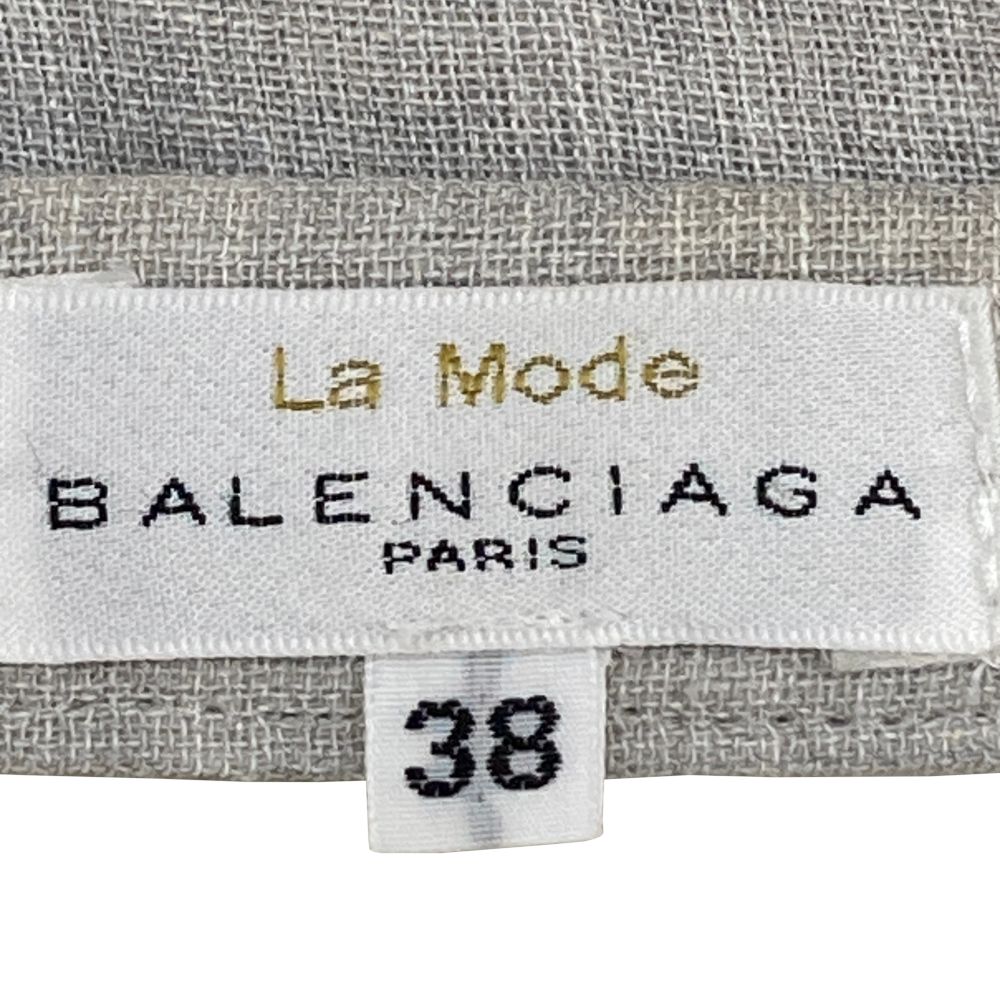 La Mode
BALENCIAGA
PARIS
38